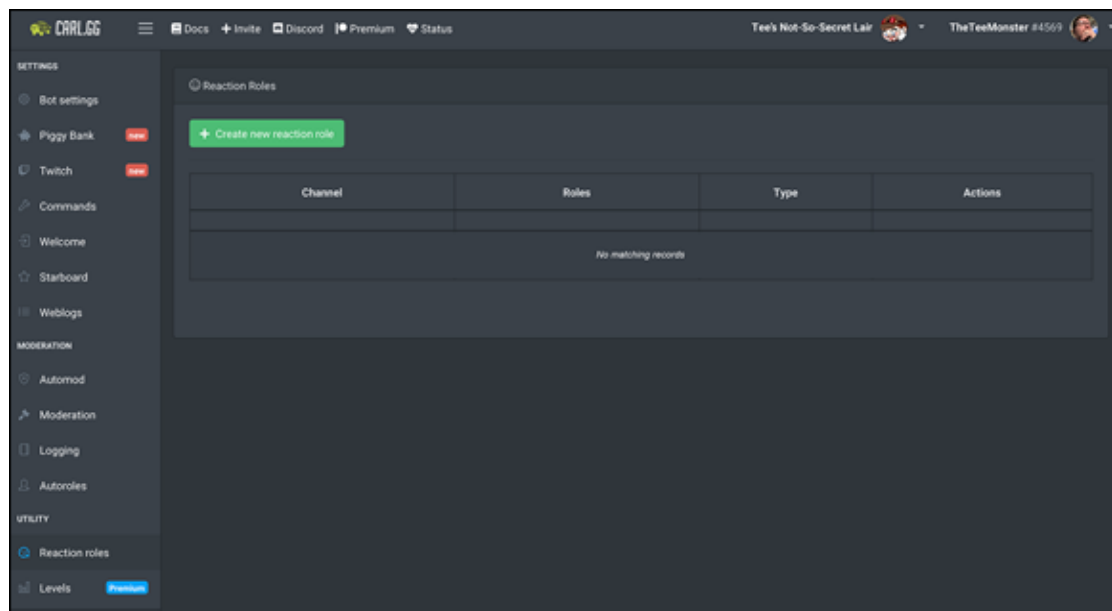 CARL.GG
Docs Invite Discord Premium Status
Tee's Not-So-Secret Lair
TheTeeMonster #4569
SETTINGS
Bot settings
Piggy Bank new
Twitch new
Commands
Welcome
Starboard
Weblogs
MODERATION
Automod
Moderation
Logging
Autoroles
UTILITY
Reaction roles
Levels Premium
Reaction Roles
+ Create new reaction role
Channel Roles Type Actions
No matching records